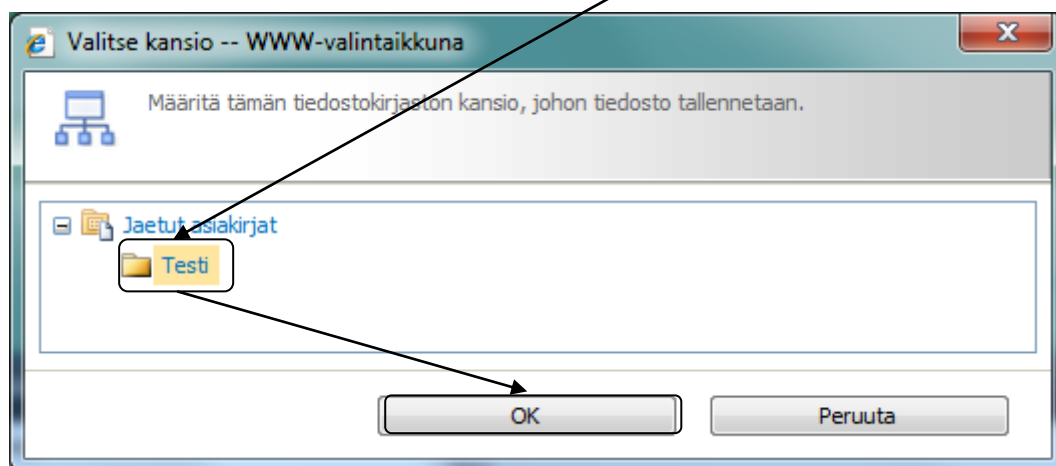 Valitse kansio -- WWW-valintaikkuna
Määritä tämän tiedostokirjaston kansio, johon tiedosto tallennetaan.
Jaetut asiakirjat
Testi
OK
Peruuta